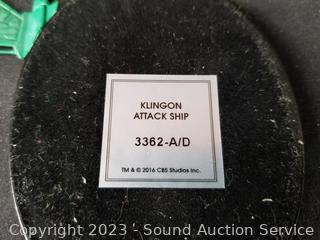 KLINGON
ATTACK SHIP
3362-A/D
TM & © 2016 CBS Studios Inc.
Copyright 2023 - Sound Auction Service